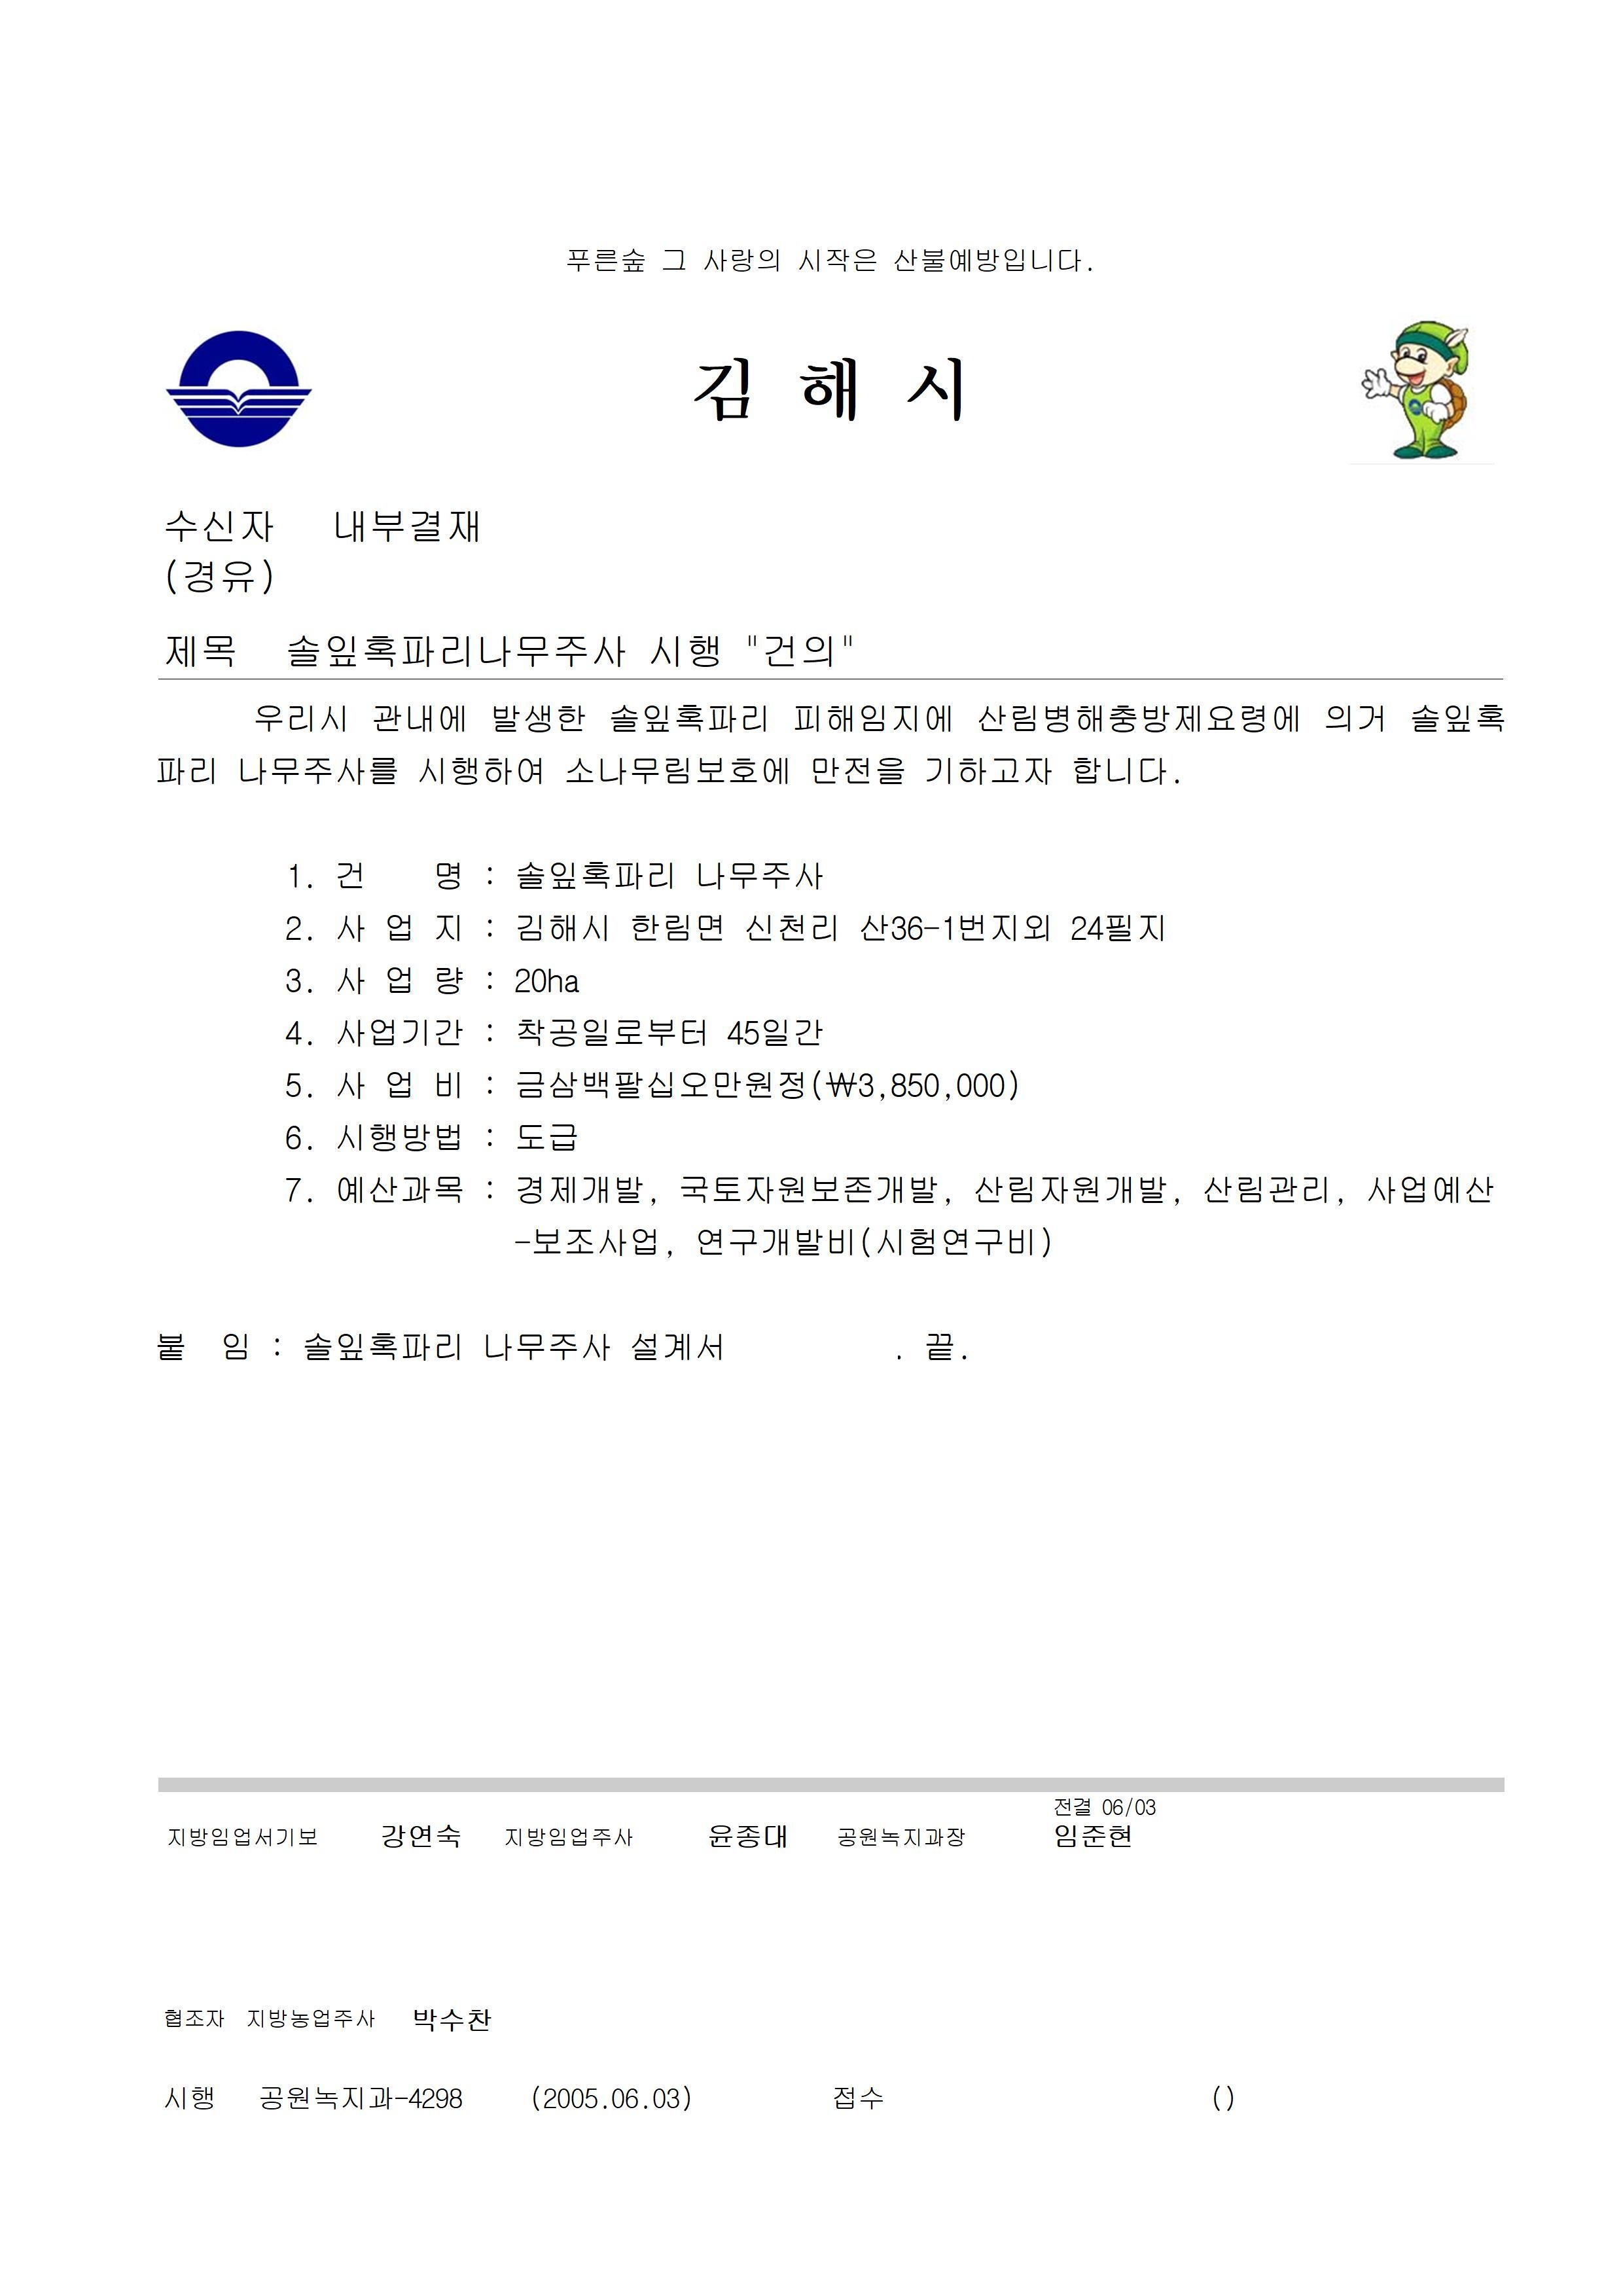 푸른숲 그 사랑의 시작은 산불예방입니다.
김 해 시
수신자 내부결재
(경유)
제목 솔잎혹파리나무주사 시행 "건의"
우리시 관내에 발생한 솔잎혹파리 피해임지에 산림병해충방제요령에 의거 솔잎혹
파리 나무주사를 시행하여 소나무림보호에 만전을 기하고자 합니다.
1. 건 명 : 솔잎혹파리 나무주사
2. 사 업 지 : 김해시 한림면 신천리 산36-1번지외 24필지
3. 사 업 량 : 20ha
4. 사업기간 : 착공일로부터 45일간
5. 사 업 비 : 금삼백팔십오만원정(₩3,850,000)
6. 시행방법 : 도급
7. 예산과목 : 경제개발, 국토자원보존개발, 산림자원개발, 산림관리, 사업예산
-보조사업, 연구개발비(시험연구비)
붙 임 : 솔잎혹파리 나무주사 설계서 . 끝.
전결 06/03
지방임업서기보 강연숙 지방임업주사 윤종대 공원녹지과장 임준현
협조자 지방농업주사 박수찬
시행 공원녹지과-4298 (2005.06.03) 접수 ()